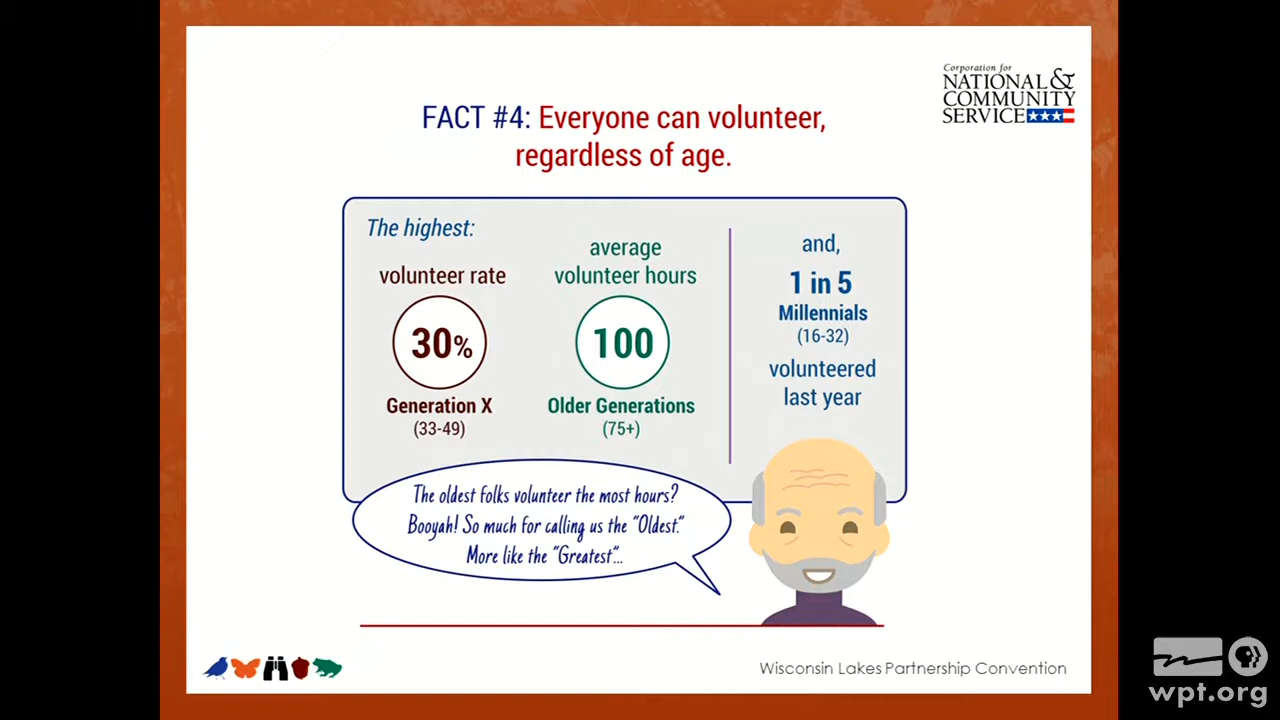 Corporation for
NATIONAL &
COMMUNITY
SERVICE
FACT #4: Everyone can volunteer,
regardless of age.
The highest:
volunteer rate
30%
Generation X
(33-49)
average
volunteer hours
100
Older Generations
(75+)
and,
1 in 5
Millennials
(16-32)
volunteered
last year
The oldest folks volunteer the most hours?
Booyah! So much for calling us the "Oldest."
More like the "Greatest"...
Wisconsin Lakes Partnership Convention
wpt.org